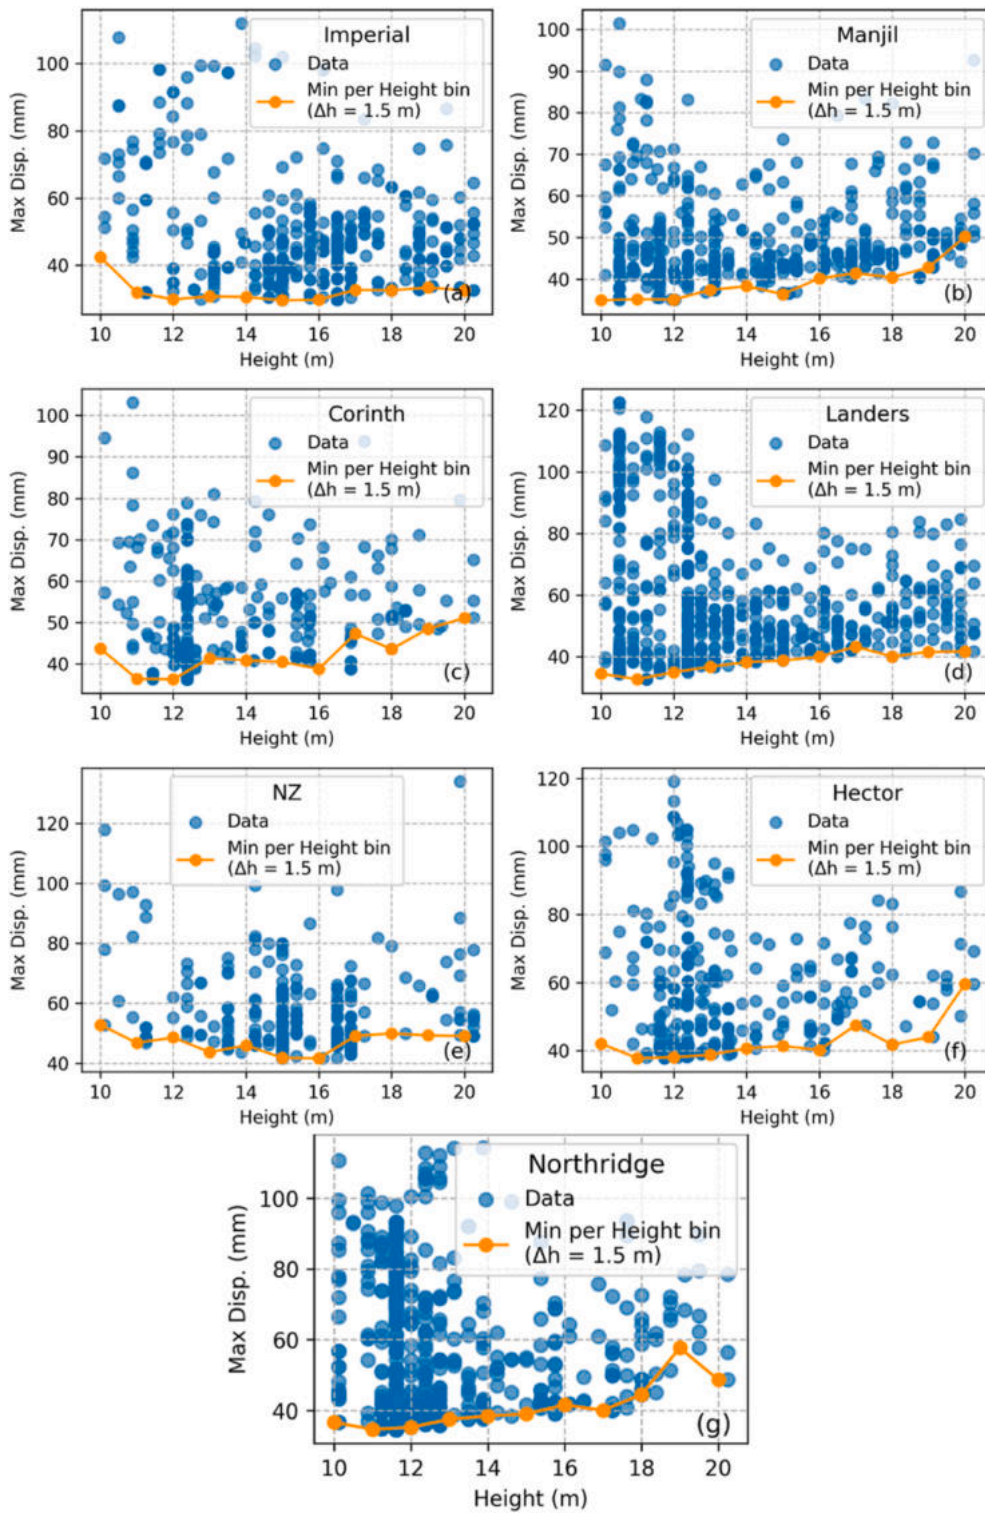 Imperial
Data
Min per Height bin
(Δh = 1.5 m)
Max Disp. (mm)
100
80
60
40
(a)
10 12 14 16 18 20
Height (m)
Manjil
Data
Min per Height bin
(Δh = 1.5 m)
Max Disp. (mm)
100
90
80
70
60
50
40
(b)
10 12 14 16 18 20
Height (m)
Corinth
Data
Min per Height bin
(Δh = 1.5 m)
Max Disp. (mm)
100
90
80
70
60
50
40
(c)
10 12 14 16 18 20
Height (m)
Landers
Data
Min per Height bin
(Δh = 1.5 m)
Max Disp. (mm)
120
100
80
60
40
(d)
10 12 14 16 18 20
Height (m)
NZ
Data
Min per Height bin
(Δh = 1.5 m)
Max Disp. (mm)
120
100
80
60
40
(e)
10 12 14 16 18 20
Height (m)
Hector
Data
Min per Height bin
(Δh = 1.5 m)
Max Disp. (mm)
120
100
80
60
40
(f)
10 12 14 16 18 20
Height (m)
Northridge
Data
Min per Height bin
(Δh = 1.5 m)
Max Disp. (mm)
100
80
60
40
(g)
10 12 14 16 18 20
Height (m)